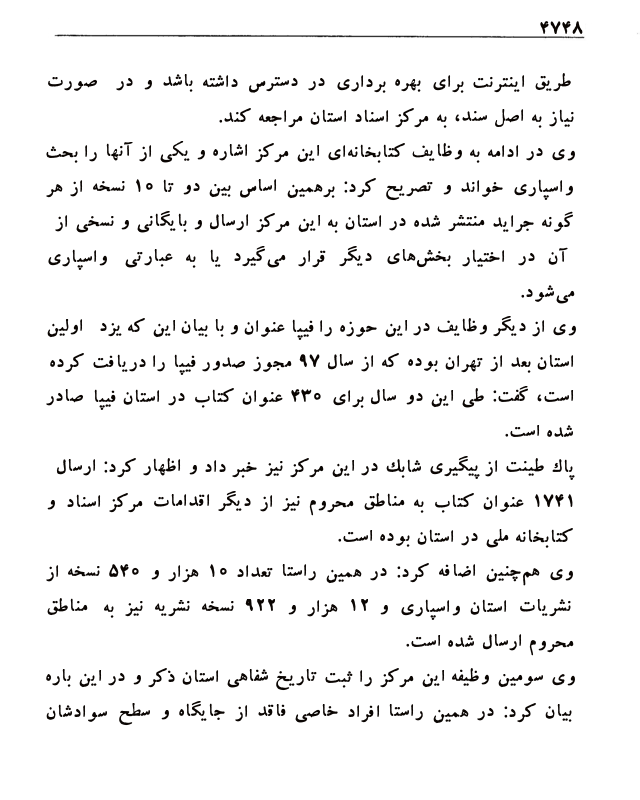 ۴۷۴۸
طریق اینترنت برای بهره برداری در دسترس داشته باشد و در صورت
نیاز به اصل سند، به مرکز اسناد استان مراجعه کند.
وی در ادامه به وظایف کتابخانه‌ای این مرکز اشاره و یکی از آنها را بحث
واسپاری خواند و تصریح کرد: برهمین اساس بین دو تا ۱۰ نسخه از هر
گونه جراید منتشر شده در استان به این مرکز ارسال و بایگانی و نسخی از
آن در اختیار بخش‌های دیگر قرار می‌گیرد یا به عبارتی واسپاری
می‌شود.
وی از دیگر وظایف در این حوزه را فیپا عنوان و با بیان این که یزد اولین
استان بعد از تهران بوده که از سال ۹۷ مجوز صدور فیپا را دریافت کرده
است، گفت: طی این دو سال برای ۴۳۰ عنوان کتاب در استان فیپا صادر
شده است.
پاك طینت از پیگیری شابك در این مرکز نیز خبر داد و اظهار کرد: ارسال
۱۷۴۱ عنوان کتاب به مناطق محروم نیز از دیگر اقدامات مرکز اسناد و
کتابخانه ملی در استان بوده است.
وی هم‌چنین اضافه کرد: در همین راستا تعداد ۱۰ هزار و ۵۴۰ نسخه از
نشریات استان واسپاری و ۱۲ هزار و ۹۲۲ نسخه نشریه نیز به مناطق
محروم ارسال شده است.
وی سومین وظیفه این مرکز را ثبت تاریخ شفاهی استان ذکر و در این باره
بیان کرد: در همین راستا افراد خاصی فاقد از جایگاه و سطح سوادشان